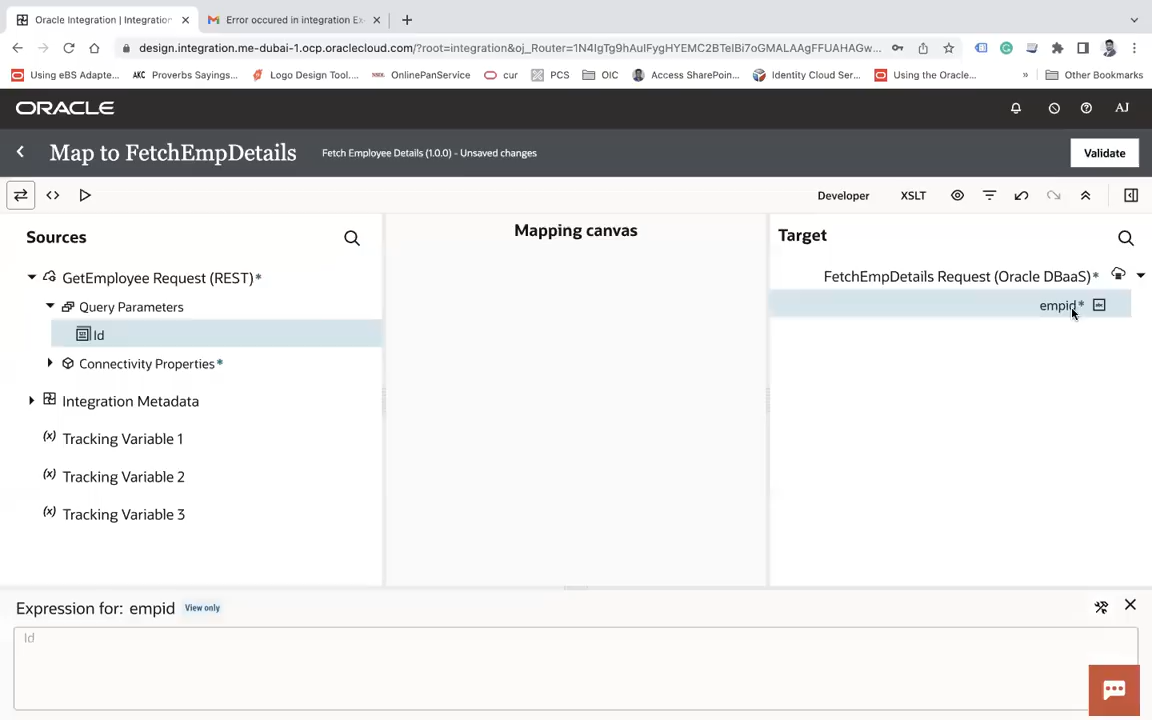 Oracle Integration | Integration
Error occured in integration Ex-
design.integration.me-dubai-1.ocp.oraclecloud.com/?root=integration&oj_Router=1N4IgTg9hAuIFygHYEMC2BTeIBi7oGMALAAgFFUAHAGw...
Using eBS Adapte...
Proverbs Sayings...
Logo Design Tool....
OnlinePanService
cur
PCS
OIC
Access SharePoin...
Identity Cloud Ser...
Using the Oracle...
»
Other Bookmarks
ORACLE
AJ
Map to FetchEmpDetails
Fetch Employee Details (1.0.0) - Unsaved changes
Validate
Developer
XSLT
Sources
Mapping canvas
Target
GetEmployee Request (REST)*
FetchEmpDetails Request (Oracle DBaaS)*
Query Parameters
empid*
Id
Connectivity Properties*
Integration Metadata
(x) Tracking Variable 1
(x) Tracking Variable 2
(x) Tracking Variable 3
Expression for: empid
View only
Id